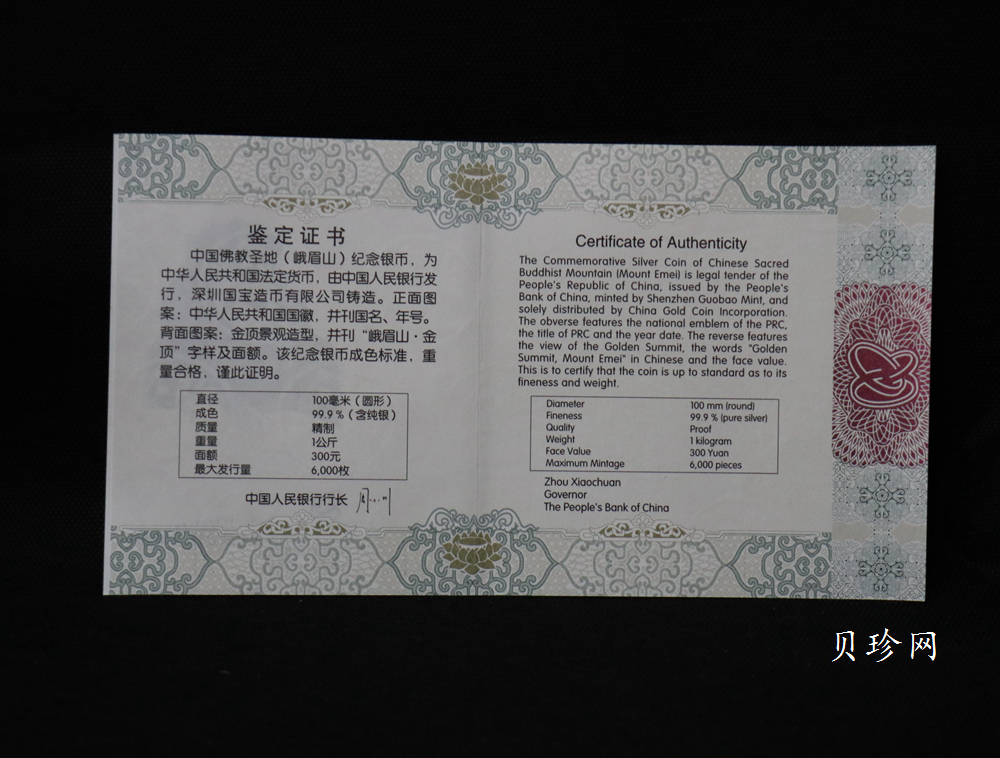 鉴定证书
中国佛教圣地（峨眉山）纪念银币，为
中华人民共和国法定货币，由中国人民银行发
行，深圳国宝造币有限公司铸造。正面图
案：中华人民共和国国徽，并刊国名、年号。
背面图案：金顶景观造型，并刊“峨眉山·金
顶”字样及面额。该纪念银币成色标准，重
量合格，谨此证明。
直径 100毫米（圆形）
成色 99.9%（含纯银）
质量 精制
重量 1公斤
面额 300元
最大发行量 6,000枚
中国人民银行行长
Certificate of Authenticity
The Commemorative Silver Coin of Chinese Sacred
Buddhist Mountain (Mount Emei) is legal tender of the
People's Republic of China, issued by the People's
Bank of China, minted by Shenzhen Guobao Mint, and
solely distributed by China Gold Coin Incorporation.
The obverse features the national emblem of the PRC,
the title of PRC and the year date. The reverse features
the view of the Golden Summit, the words "Golden
Summit, Mount Emei" in Chinese and the face value.
This is to certify that the coin is up to standard as to its
fineness and weight.
Diameter 100 mm (round)
Fineness 99.9 % (pure silver)
Quality Proof
Weight 1 kilogram
Face Value 300 Yuan
Maximum Mintage 6,000 pieces
Zhou Xiaochuan
Governor
The People's Bank of China
贝珍网